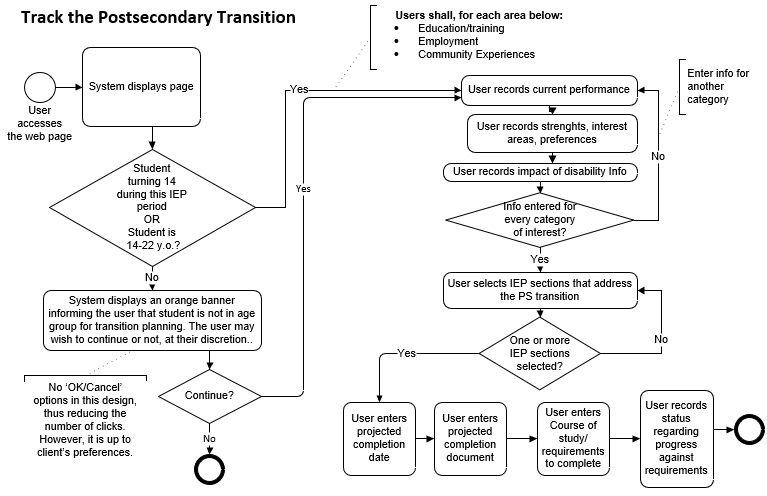 Track the Postsecondary Transition
Users shall, for each area below:
• Education/training
• Employment
• Community Experiences
System displays page
User
accesses
the web page
Yes
User records current performance
Enter info for
another
category
User records strenghts, interest
areas, preferences
No
User records impact of disability Info
Student
turning 14
during this IEP
period
OR
Student is
14-22 y.o.?
Yes
Info entered for
every category
of interest?
Yes
No
User selects IEP sections that address
the PS transition
System displays an orange banner
informing the user that student is not in age
group for transition planning. The user may
wish to continue or not, at their discretion..
One or more
IEP sections
selected?
No
Yes
No 'OK/Cancel'
options in this design,
thus reducing the
number of clicks.
However, it is up to
client's preferences.
Continue?
No
User enters
projected
completion
date
User enters
projected
completion
document
User enters
Course of
study/
requirements
to complete
User records
status
regarding
progress
against
requirements